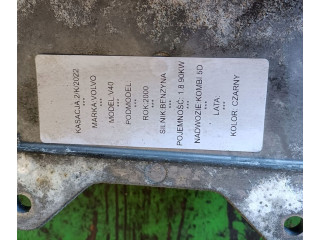 KASACJA 2/K/2022
***
MARKA:VOLVO
***
MODEL:V40
***
PODMODEL:
***
ROK:2000
***
SILNIK:BENZYNA
***
POJEMNOŚĆ: 1.8 90KW
***
NADWOZIE:KOMBI 5D
***
LATA:
***
KOLOR: CZARNY